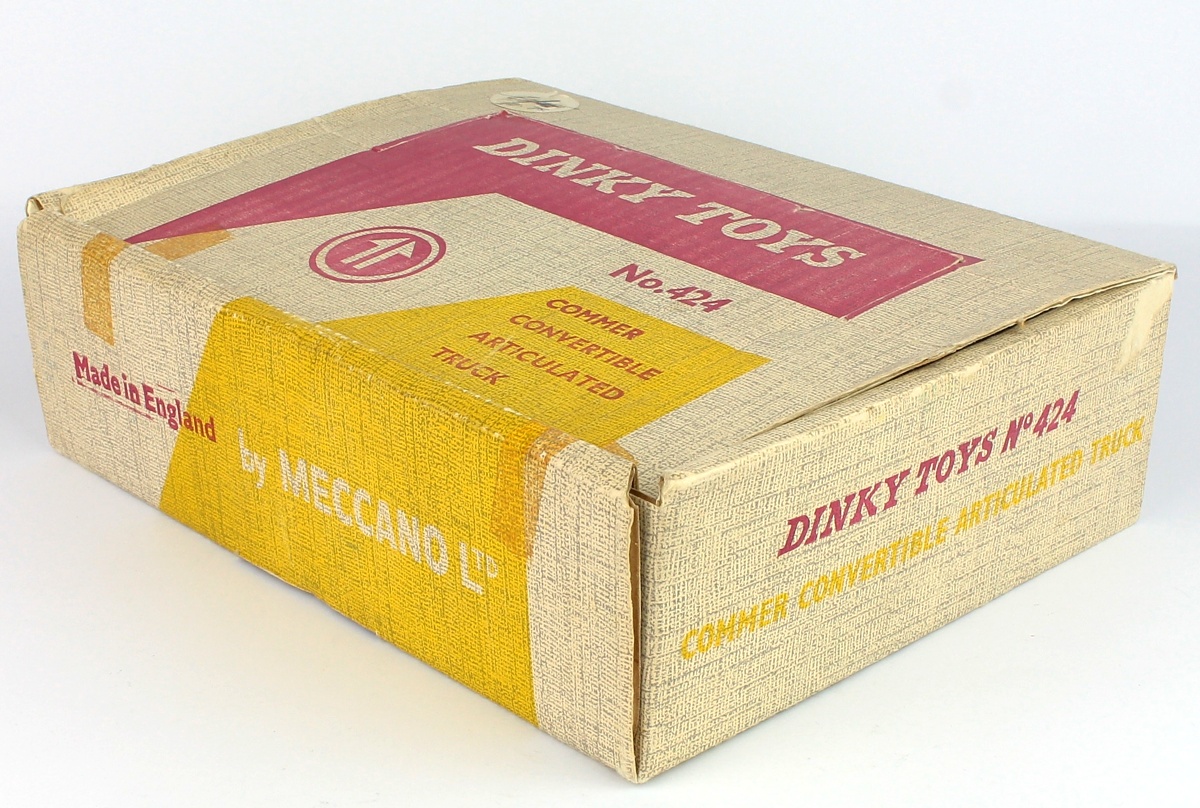 DINKY TOYS
No.424
COMMER
CONVERTIBLE
ARTICULATED
TRUCK
Made in England
by MECCANO LTD
DINKY TOYS Nº 424
COMMER CONVERTIBLE ARTICULATED TRUCK